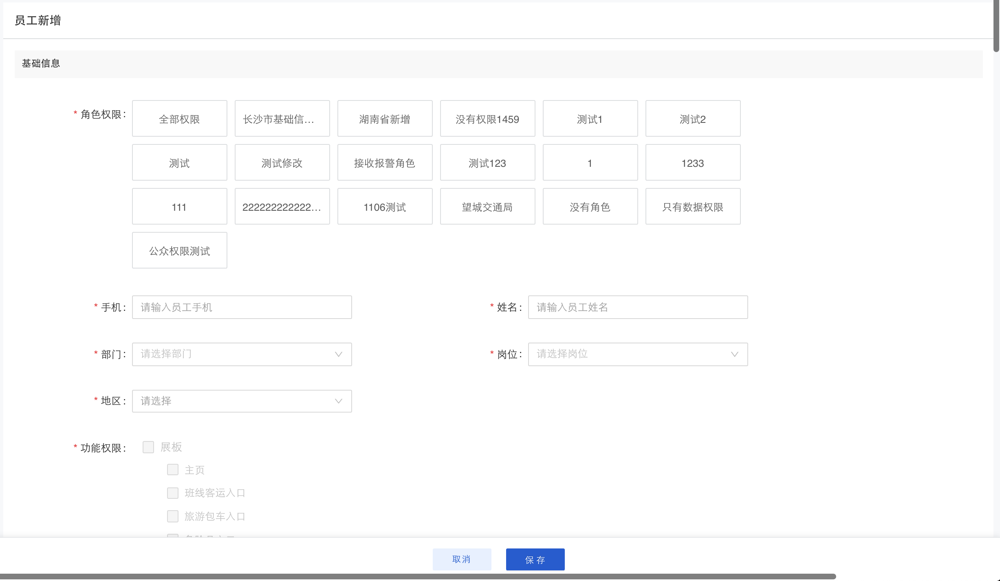 员工新增
基础信息
* 角色权限:
全部权限
长沙市基础信...
湖南省新增
没有权限1459
测试1
测试2
测试
测试修改
接收报警角色
测试123
1
1233
111
222222222222...
1106测试
望城交通局
没有角色
只有数据权限
公众权限测试
* 手机: 请输入员工手机
* 姓名: 请输入员工姓名
* 部门: 请选择部门
* 岗位: 请选择岗位
* 地区: 请选择
* 功能权限: 展板
主页
班线客运入口
旅游包车入口
取消
保存